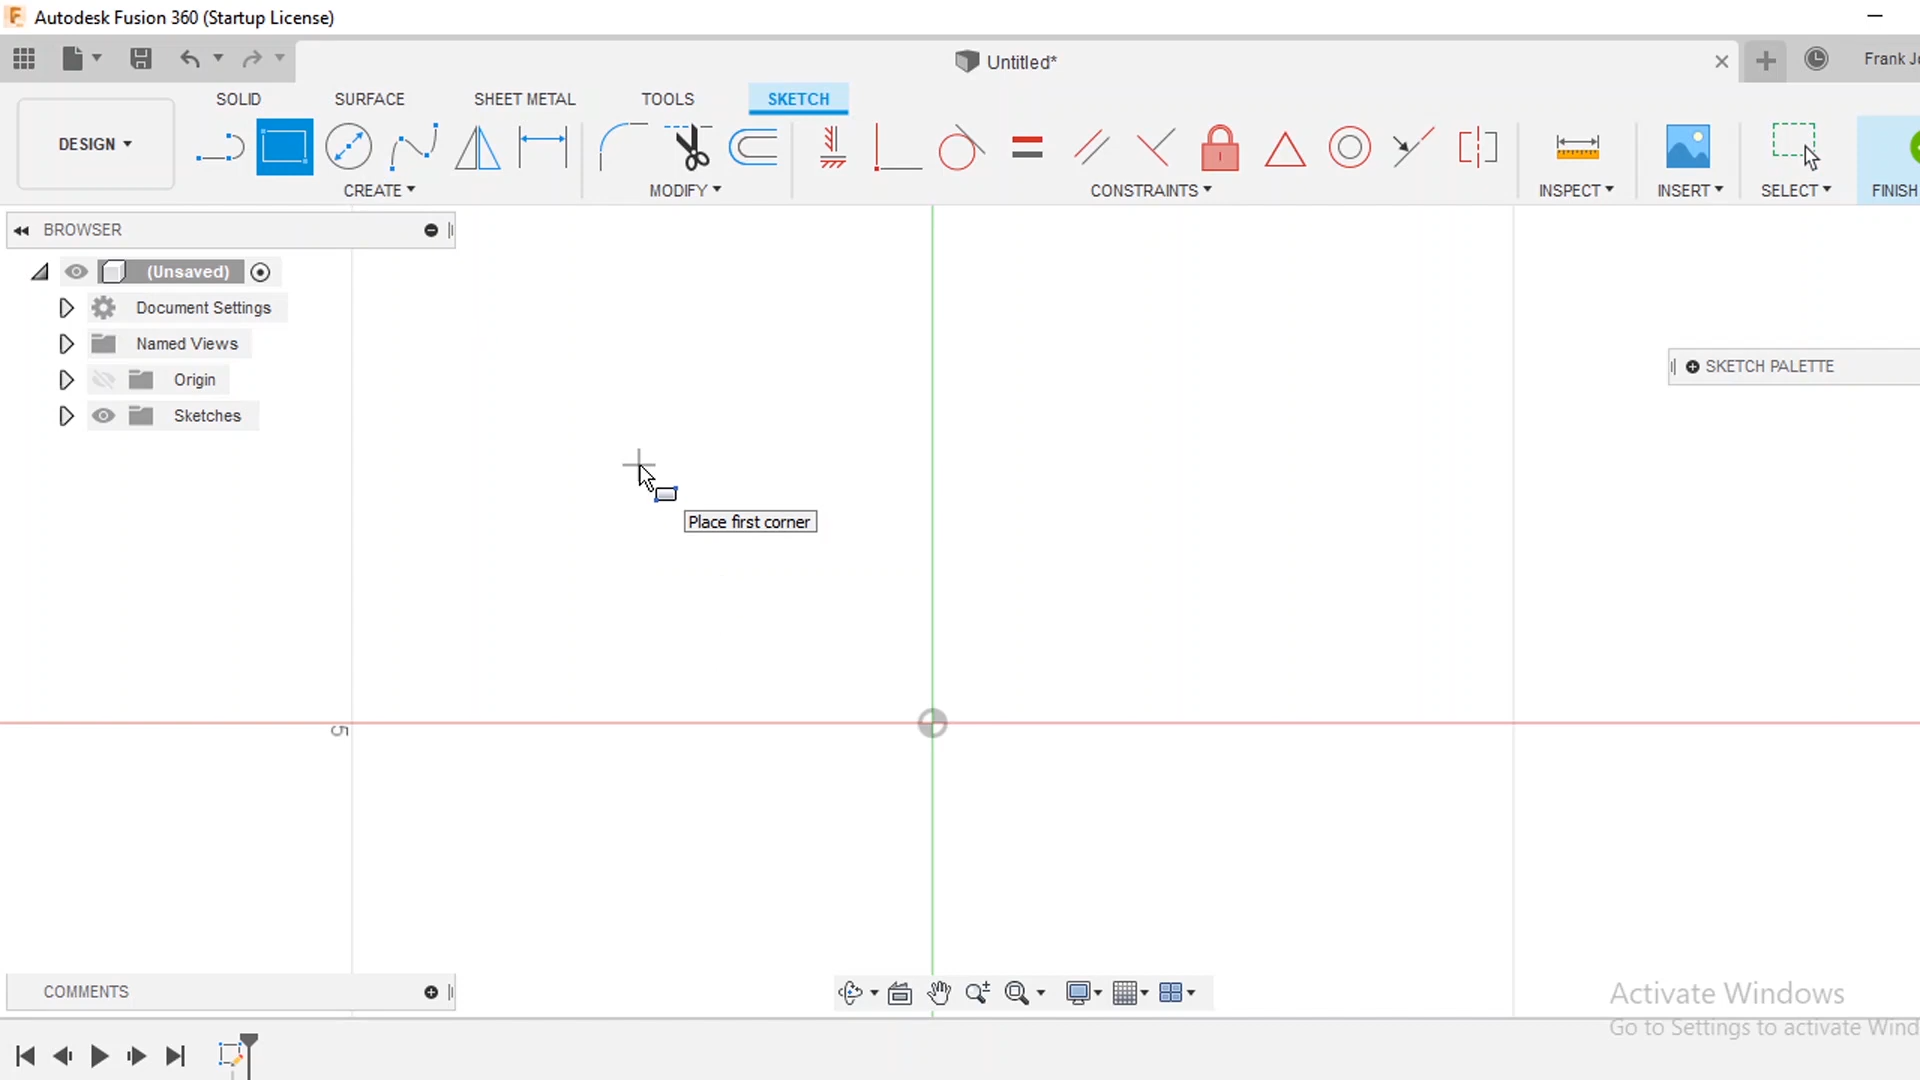 Autodesk Fusion 360 (Startup License)
Untitled*
Frank Jo
SOLID SURFACE SHEET METAL TOOLS SKETCH
DESIGN
CREATE MODIFY CONSTRAINTS INSPECT INSERT SELECT FINISH
BROWSER
(Unsaved)
Document Settings
Named Views
Origin
Sketches
SKETCH PALETTE
Place first corner
5
COMMENTS
Activate Windows
Go to Settings to activate Wind